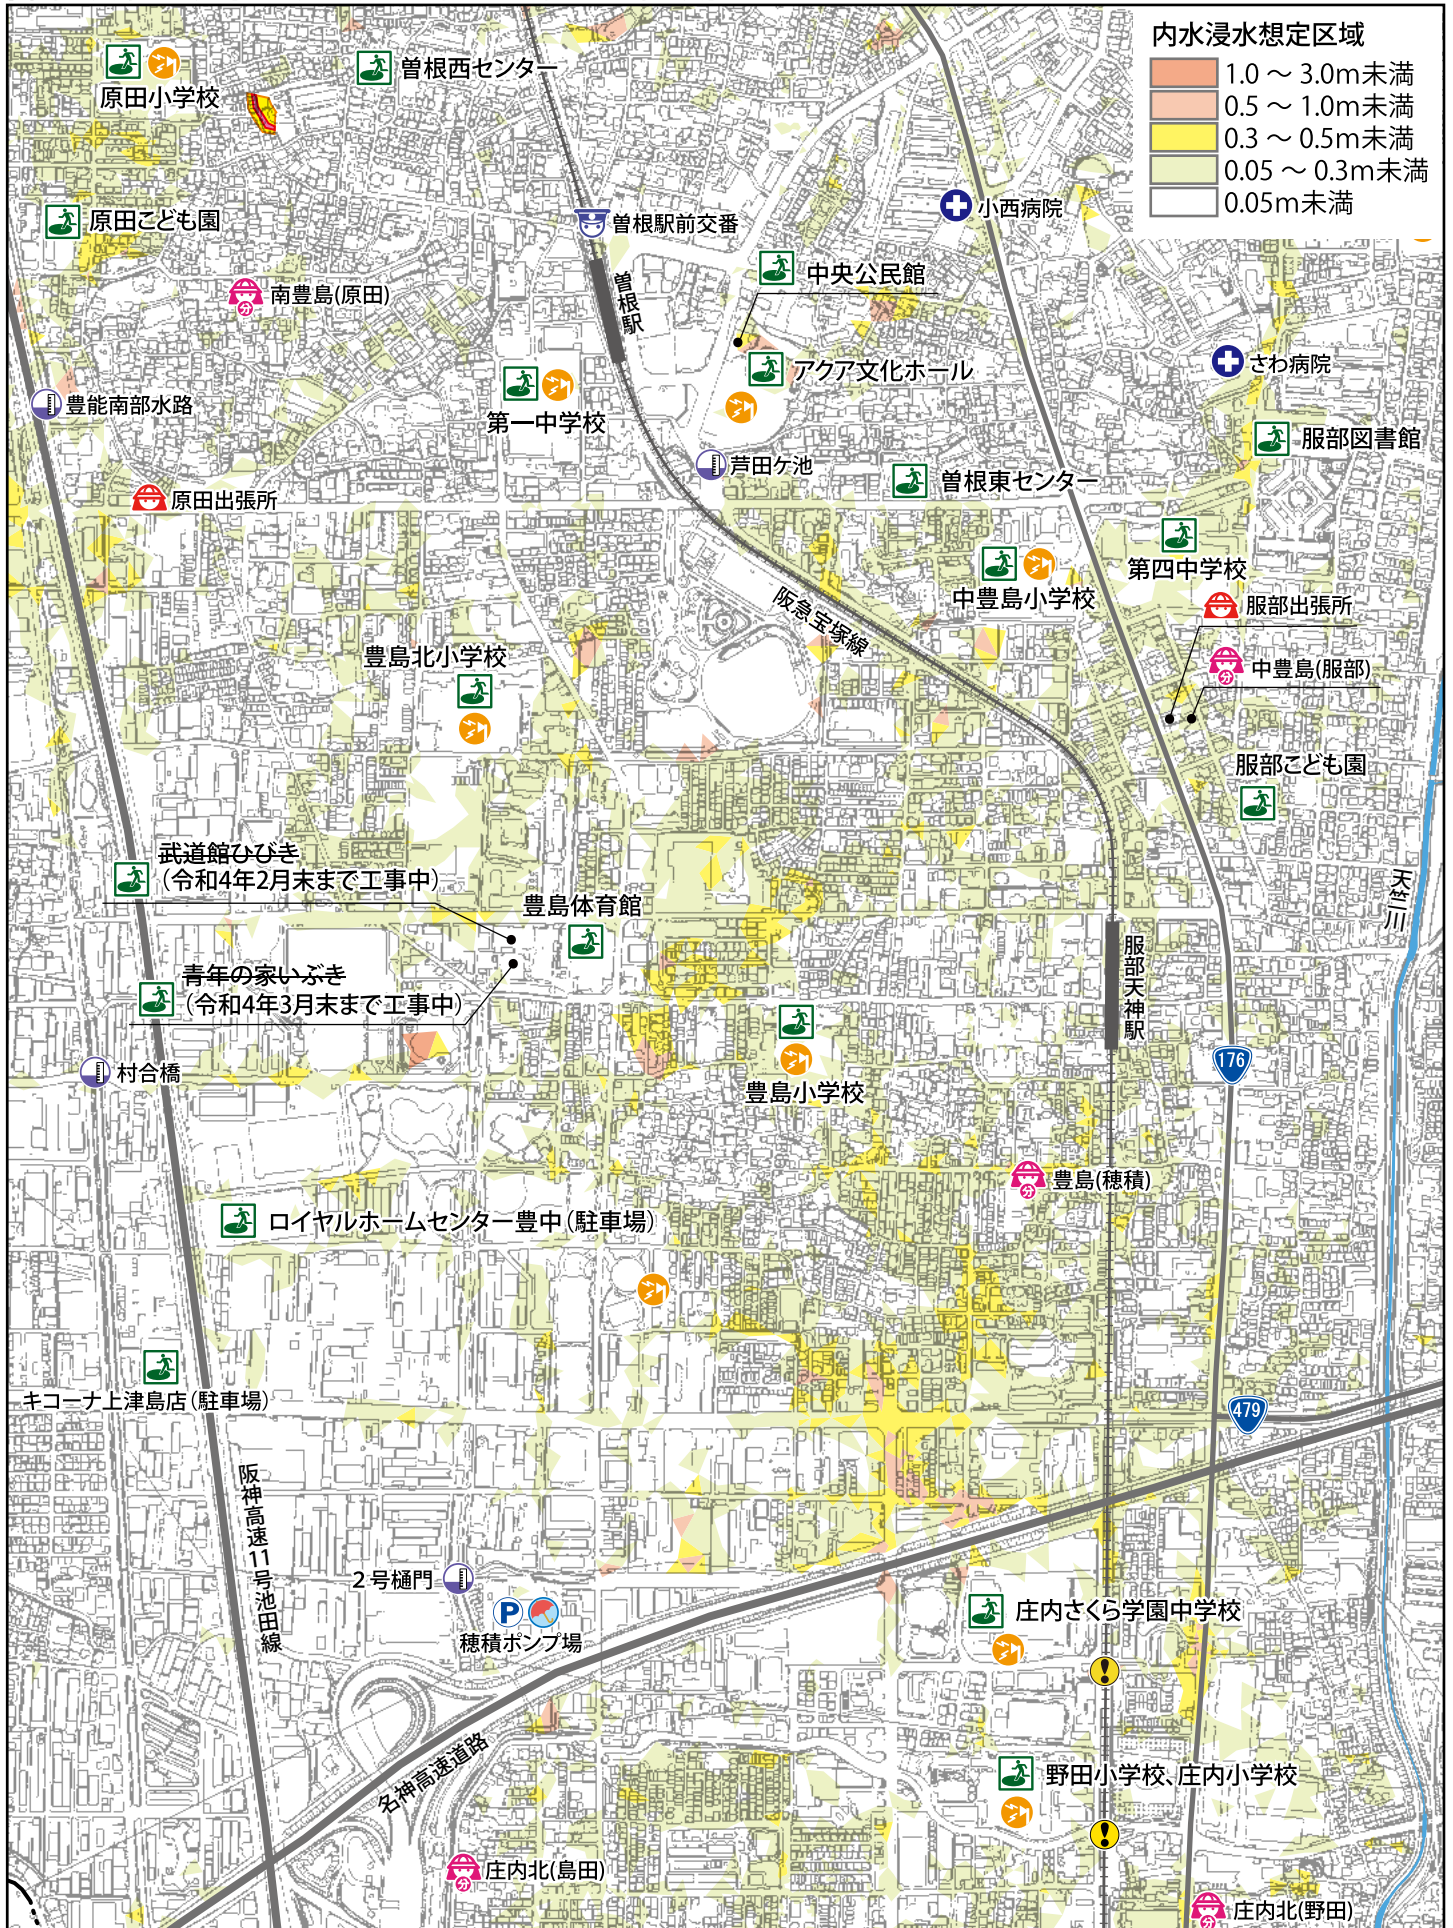 内水浸水想定区域
1.0 ～ 3.0m未満
0.5 ～ 1.0m未満
0.3 ～ 0.5m未満
0.05 ～ 0.3m未満
0.05m未満
原田小学校
曽根西センター
原田こども園
曽根駅前交番
小西病院
南豊島(原田)
曽根駅
中央公民館
アクア文化ホール
さわ病院
豊能南部水路
第一中学校
服部図書館
芦田ケ池
曽根東センター
原田出張所
第四中学校
中豊島小学校
服部出張所
阪急宝塚線
豊島北小学校
中豊島(服部)
服部こども園
武道館ひびき
(令和4年2月末まで工事中)
天竺川
豊島体育館
服部天神駅
青年の家いぶき
(令和4年3月末まで工事中)
村合橋
176
豊島小学校
豊島(穂積)
ロイヤルホームセンター豊中(駐車場)
キコーナ上津島店(駐車場)
479
阪神高速11号池田線
2号樋門
P
穂積ポンプ場
庄内さくら学園中学校
名神高速道路
野田小学校、庄内小学校
分
庄内北(島田)
分
庄内北(野田)